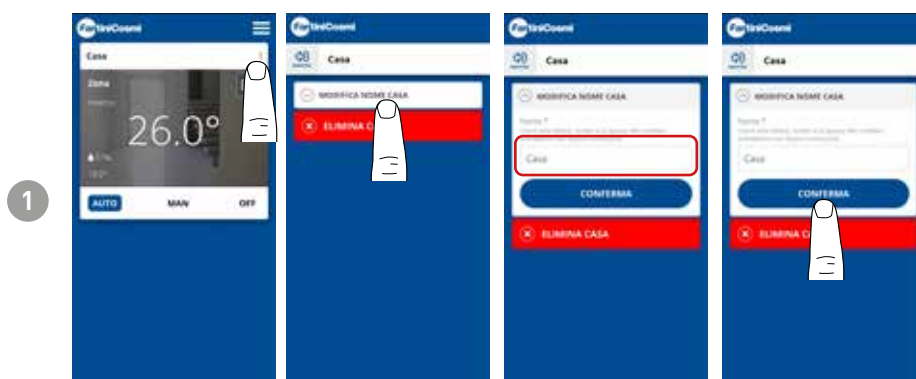 1
FantiniCosmi
Casa
Zona
26.0°
AUTO MAN OFF
FantiniCosmi
Casa
MODIFICA NOME CASA
ELIMINA C
FantiniCosmi
Casa
MODIFICA NOME CASA
Nome *
Casa
CONFERMA
ELIMINA CASA
FantiniCosmi
Casa
MODIFICA NOME CASA
Nome *
Casa
CONFERMA
ELIMINA CA